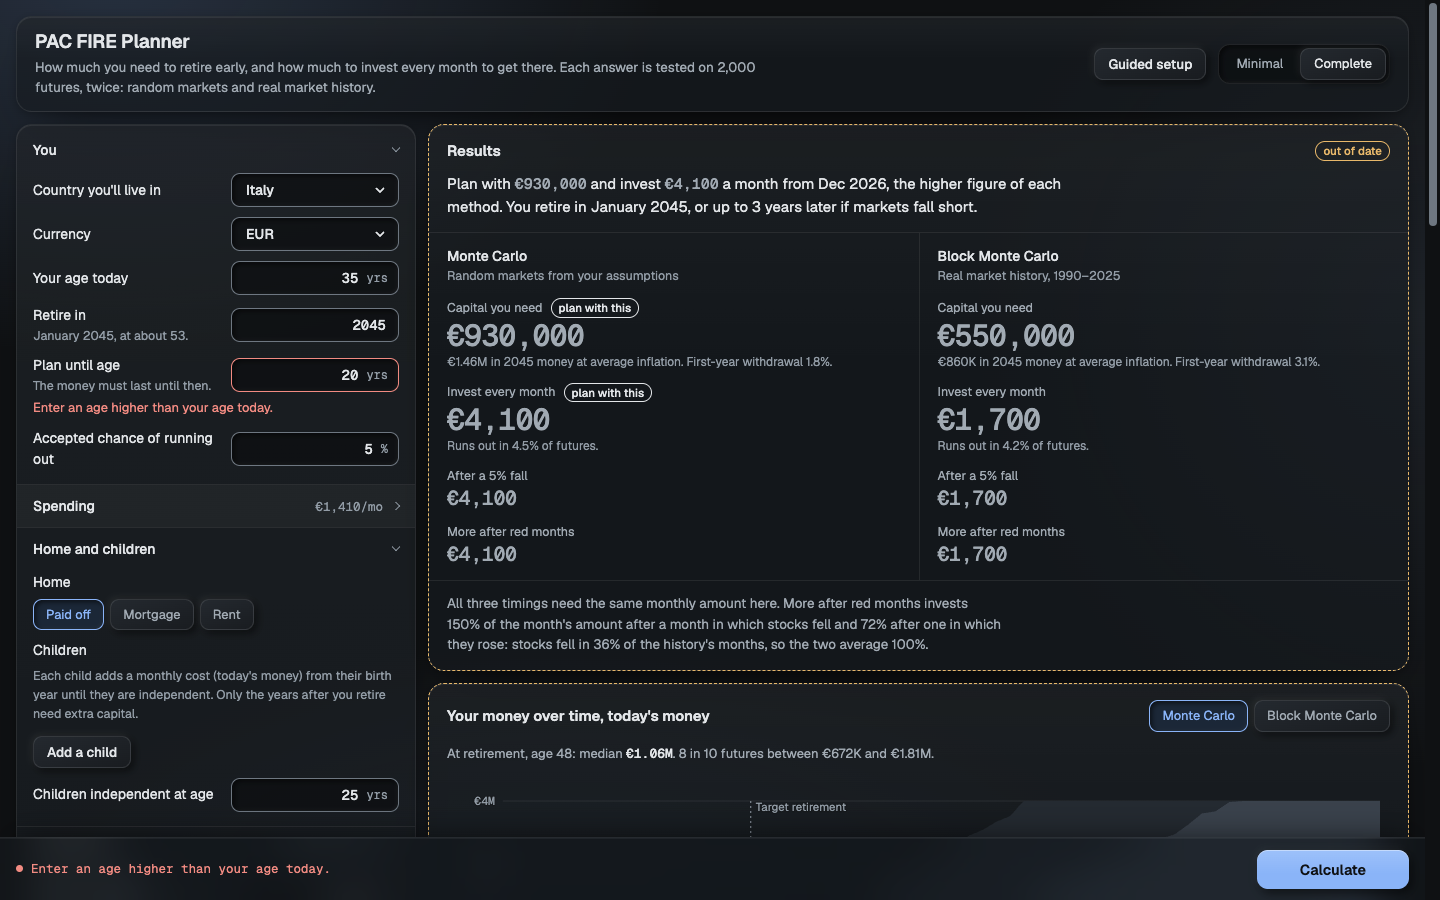 PAC FIRE Planner
How much you need to retire early, and how much to invest every month to get there. Each answer is tested on 2,000
futures, twice: random markets and real market history.
Guided setup
Minimal
Complete
You
Country you'll live in
Italy
Currency
EUR
Your age today
35 yrs
Retire in
January 2045, at about 53.
2045
Plan until age
The money must last until then.
20 yrs
Enter an age higher than your age today.
Accepted chance of running
out
5 %
Spending
€1,410/mo
Home and children
Home
Paid off
Mortgage
Rent
Children
Each child adds a monthly cost (today's money) from their birth
year until they are independent. Only the years after you retire
need extra capital.
Add a child
Children independent at age
25 yrs
Results
out of date
Plan with €930,000 and invest €4,100 a month from Dec 2026, the higher figure of each
method. You retire in January 2045, or up to 3 years later if markets fall short.
Monte Carlo
Random markets from your assumptions
Capital you need
plan with this
€930,000
€1.46M in 2045 money at average inflation. First-year withdrawal 1.8%.
Invest every month
plan with this
€4,100
Runs out in 4.5% of futures.
After a 5% fall
€4,100
More after red months
€4,100
Block Monte Carlo
Real market history, 1990–2025
Capital you need
€550,000
€860K in 2045 money at average inflation. First-year withdrawal 3.1%.
Invest every month
€1,700
Runs out in 4.2% of futures.
After a 5% fall
€1,700
More after red months
€1,700
All three timings need the same monthly amount here. More after red months invests
150% of the month's amount after a month in which stocks fell and 72% after one in which
they rose: stocks fell in 36% of the history's months, so the two average 100%.
Your money over time, today's money
Monte Carlo
Block Monte Carlo
At retirement, age 48: median €1.06M. 8 in 10 futures between €672K and €1.81M.
€4M
Target retirement
Enter an age higher than your age today.
Calculate